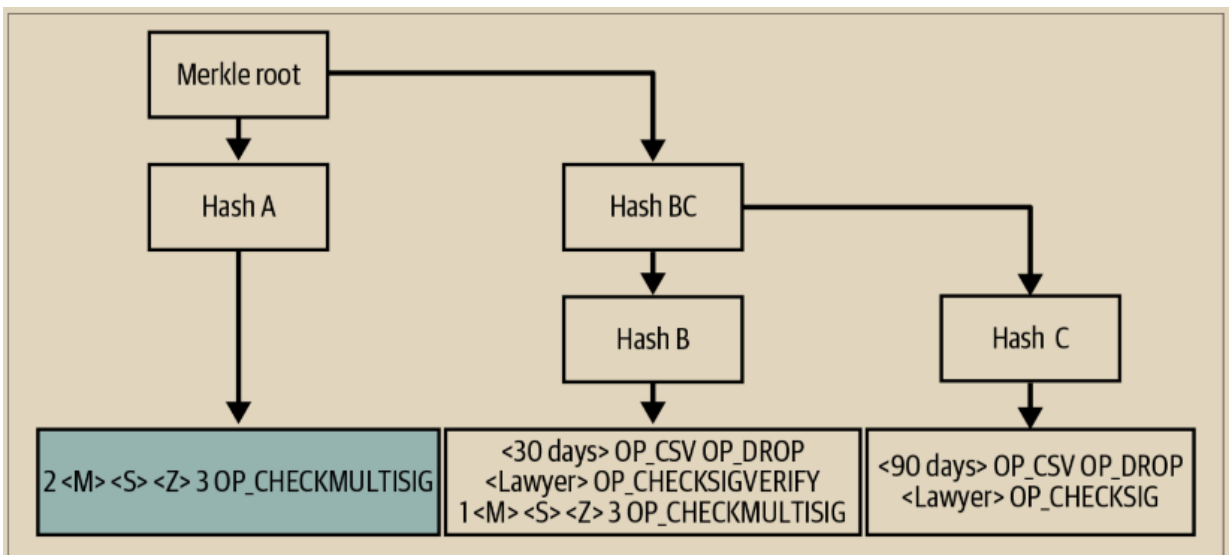 Merkle root
Hash A
Hash BC
Hash B
Hash C
2 <M> <S> <Z> 3 OP_CHECKMULTISIG
<30 days> OP_CSV OP_DROP
<Lawyer> OP_CHECKSIGVERIFY
1 <M> <S> <Z> 3 OP_CHECKMULTISIG
<90 days> OP_CSV OP_DROP
<Lawyer> OP_CHECKSIG